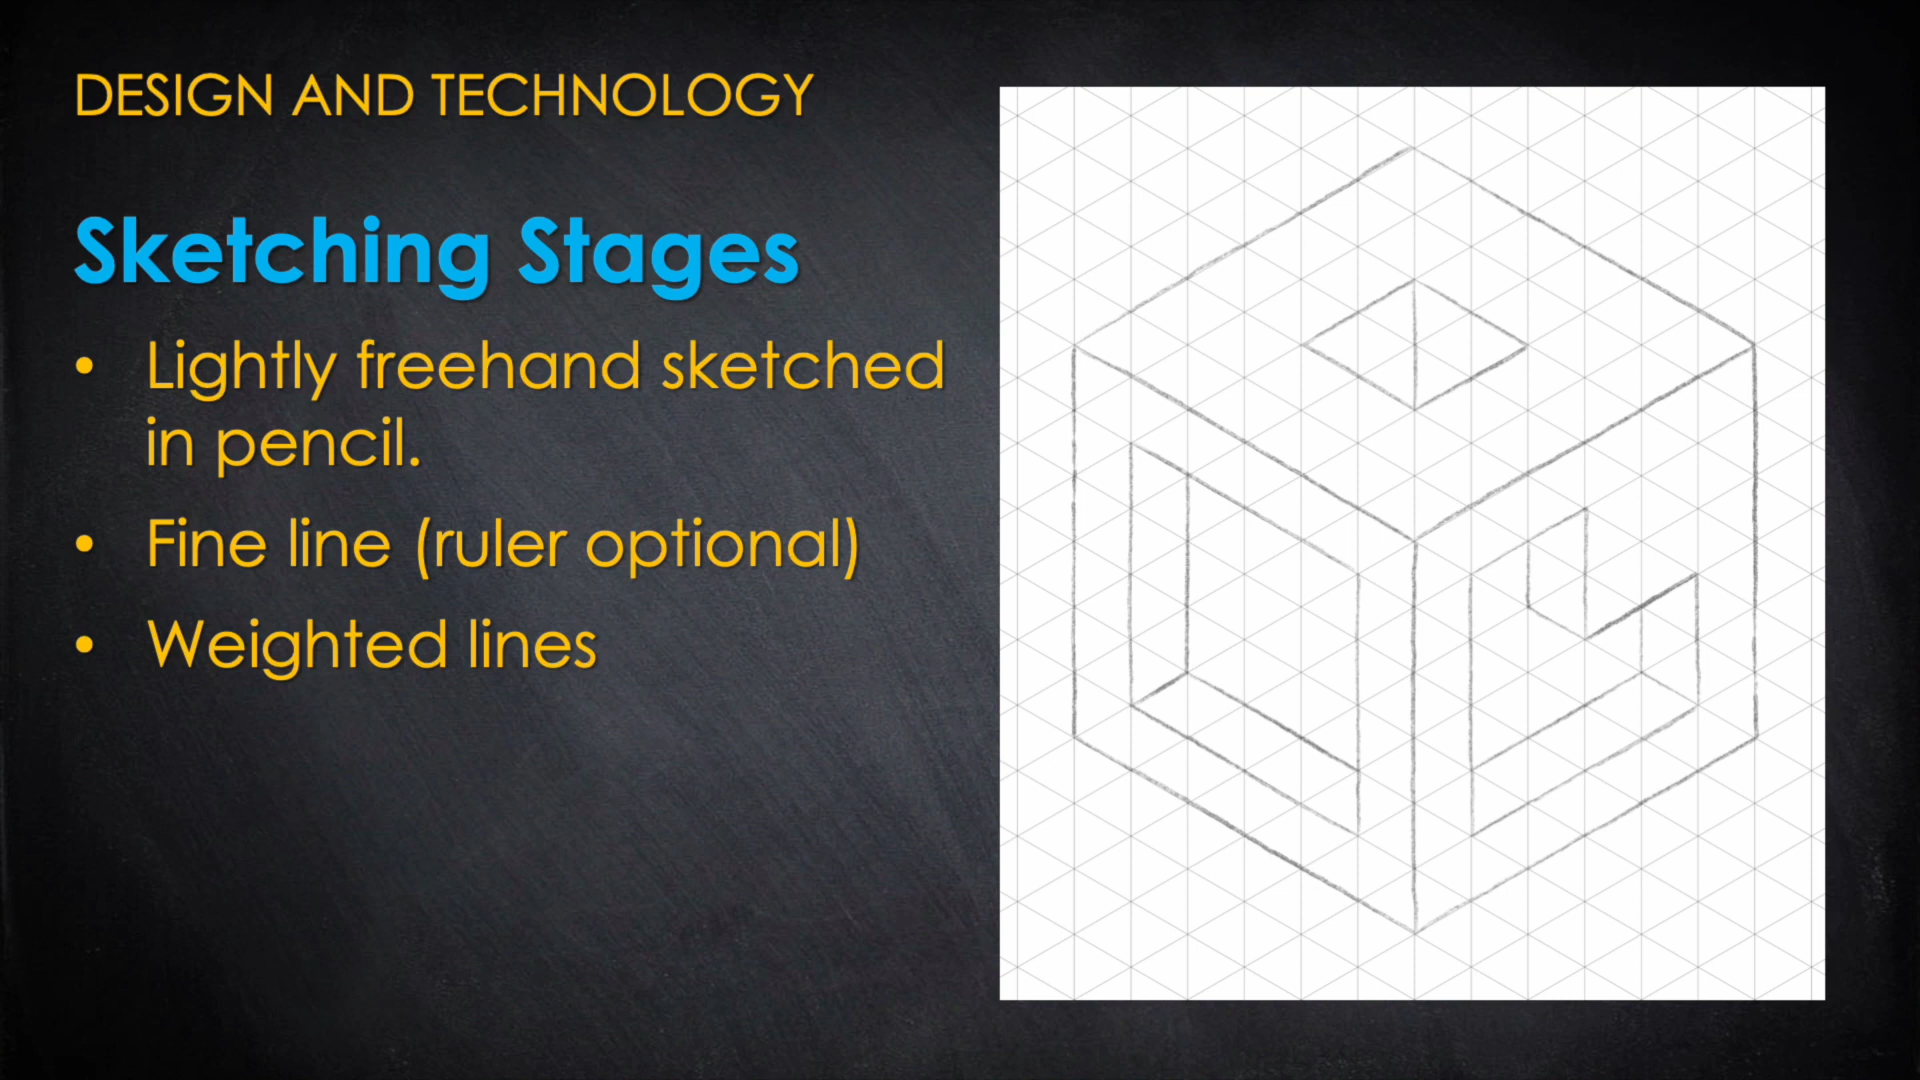 DESIGN AND TECHNOLOGY
Sketching Stages
• Lightly freehand sketched
in pencil.
• Fine line (ruler optional)
• Weighted lines